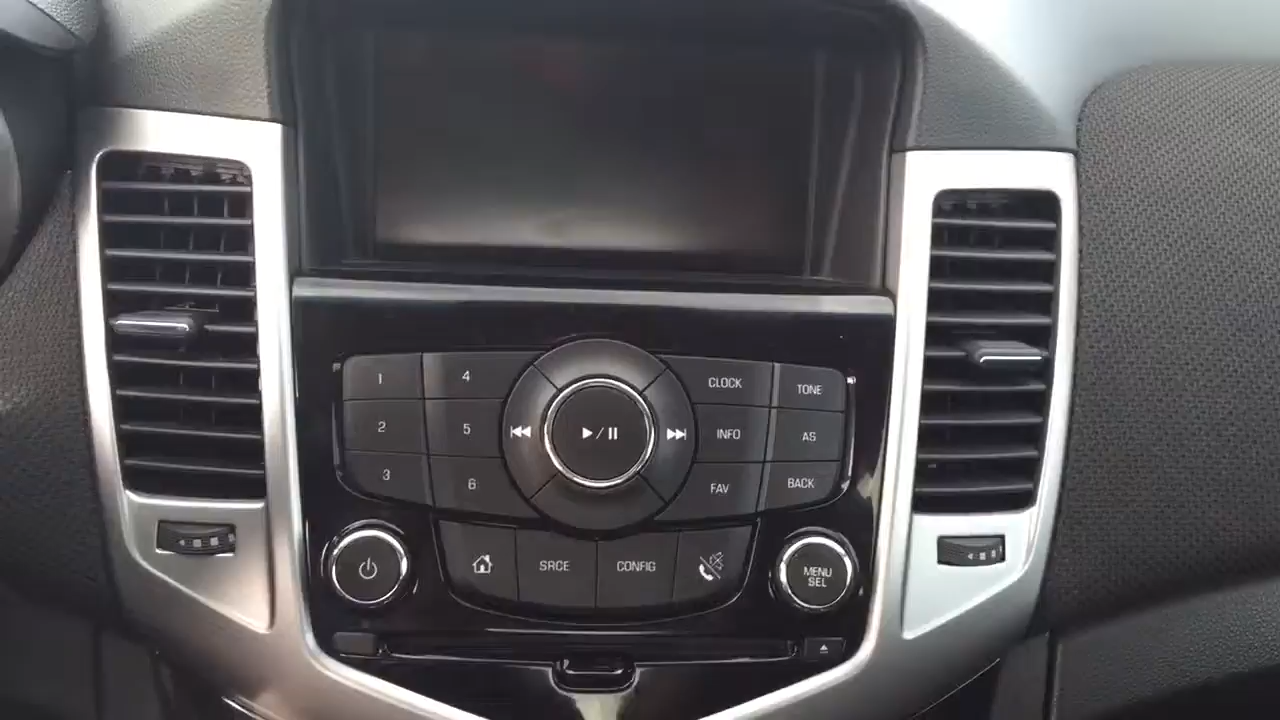 1
4
CLOCK
TONE
2
5
INFO
AS
3
6
FAV
BACK
SRCE
CONFIG
MENU
SEL